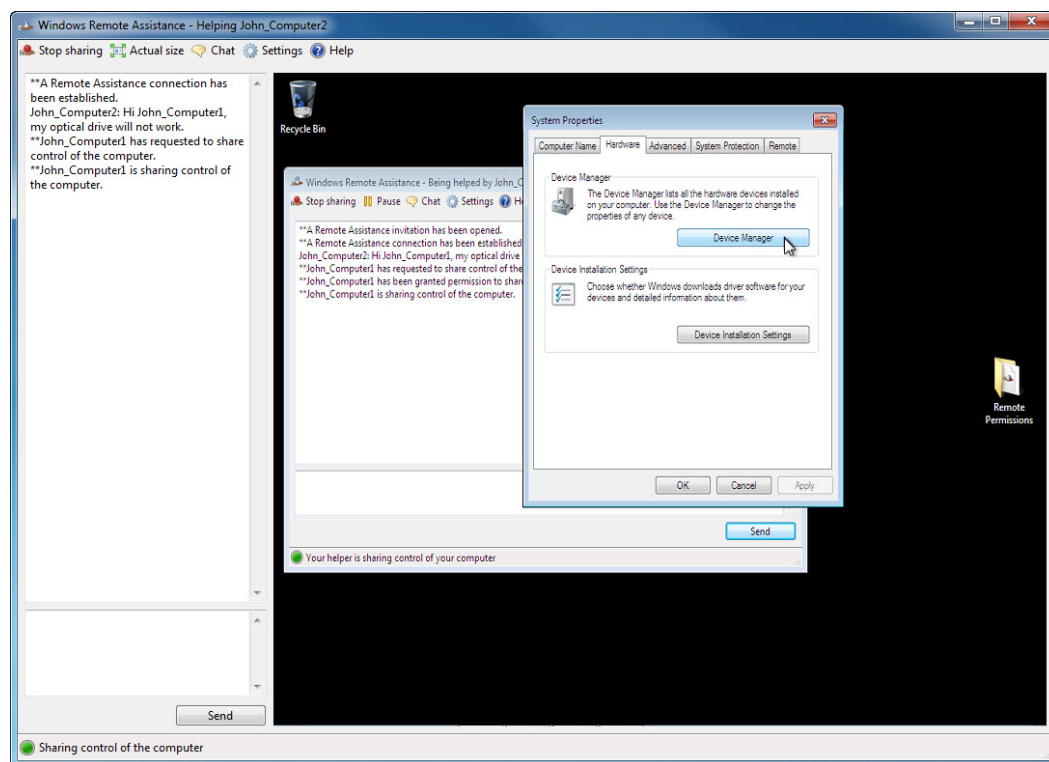 Windows Remote Assistance - Helping John_Computer2
Stop sharing Actual size Chat Settings Help
**A Remote Assistance connection has
been established.
John_Computer2: Hi John_Computer1,
my optical drive will not work.
**John_Computer1 has requested to share
control of the computer.
**John_Computer1 is sharing control of
the computer.
Send
Sharing control of the computer
Recycle Bin
Windows Remote Assistance - Being helped by John_C
Stop sharing Pause Chat Settings H
**A Remote Assistance invitation has been opened.
**A Remote Assistance connection has been established
John_Computer2: Hi John_Computer1, my optical drive
**John_Computer1 has requested to share control of the
**John_Computer1 has been granted permission to shar
**John_Computer1 is sharing control of the computer.
Send
Your helper is sharing control of your computer
System Properties
Computer Name Hardware Advanced System Protection Remote
Device Manager
The Device Manager lists all the hardware devices installed
on your computer. Use the Device Manager to change the
properties of any device.
Device Manager
Device Installation Settings
Choose whether Windows downloads driver software for your
devices and detailed information about them.
Device Installation Settings
OK Cancel Apply
Remote
Permissions